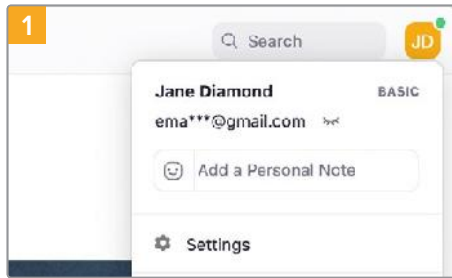 1
Search
JD
Jane Diamond BASIC
ema***@gmail.com
Add a Personal Note
Settings